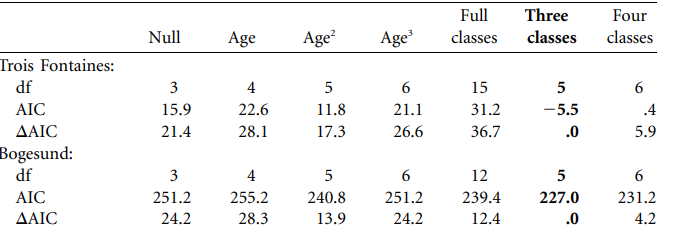 Full Three Four
Null Age Age² Age³ classes classes classes
Trois Fontaines:
df 3 4 5 6 15 5 6
AIC 15.9 22.6 11.8 21.1 31.2 −5.5 .4
ΔAIC 21.4 28.1 17.3 26.6 36.7 .0 5.9
Bogesund:
df 3 4 5 6 12 5 6
AIC 251.2 255.2 240.8 251.2 239.4 227.0 231.2
ΔAIC 24.2 28.3 13.9 24.2 12.4 .0 4.2